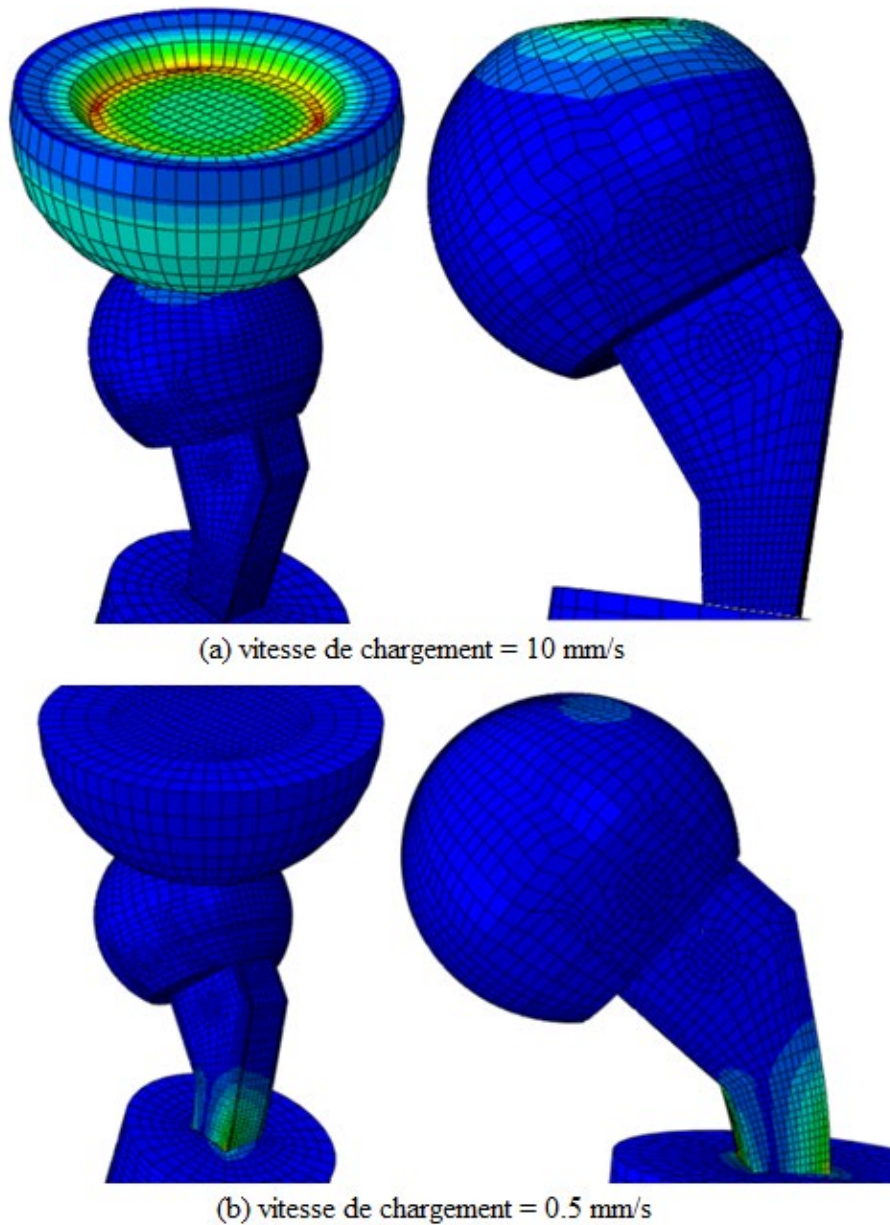 (a) vitesse de chargement = 10 mm/s
(b) vitesse de chargement = 0.5 mm/s